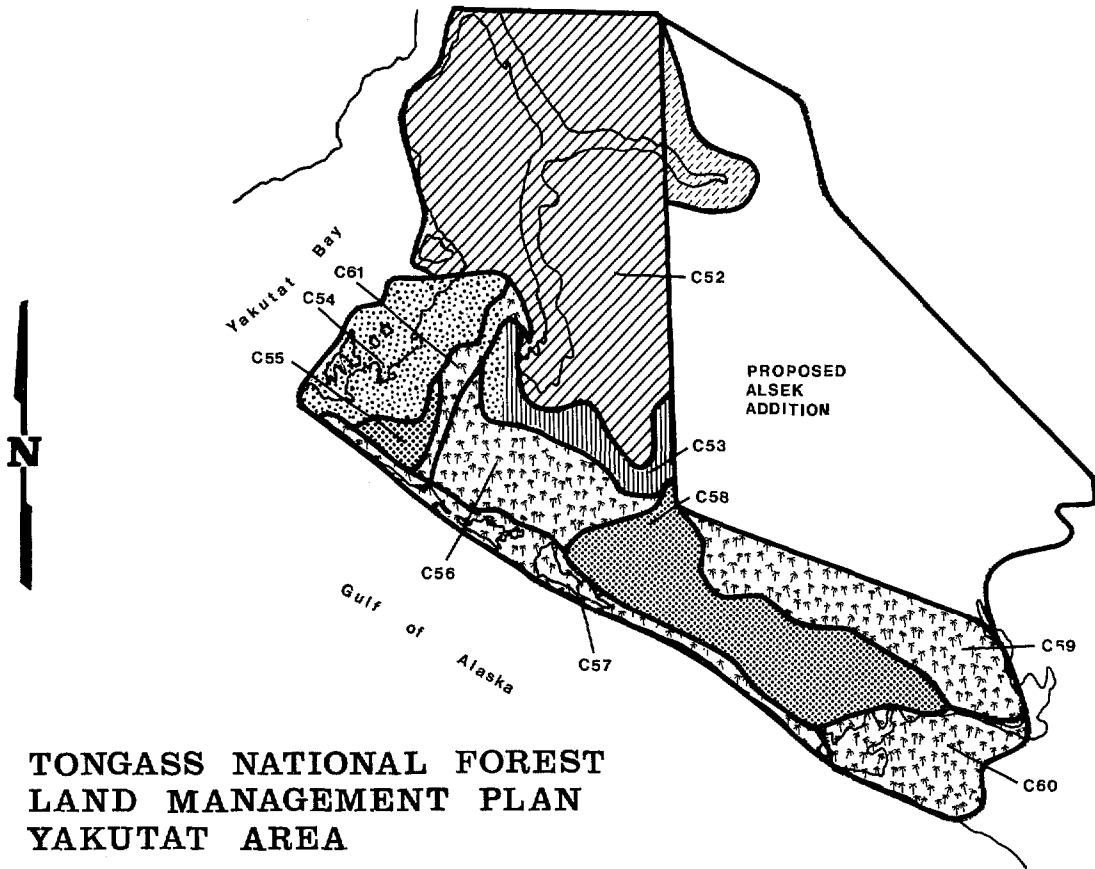 C52
Yakutat Bay
C61
C54
C55
PROPOSED
ALSEK
ADDITION
N
C53
C58
C56
Gulf of Alaska
C57
C59
C60
TONGASS NATIONAL FOREST
LAND MANAGEMENT PLAN
YAKUTAT AREA